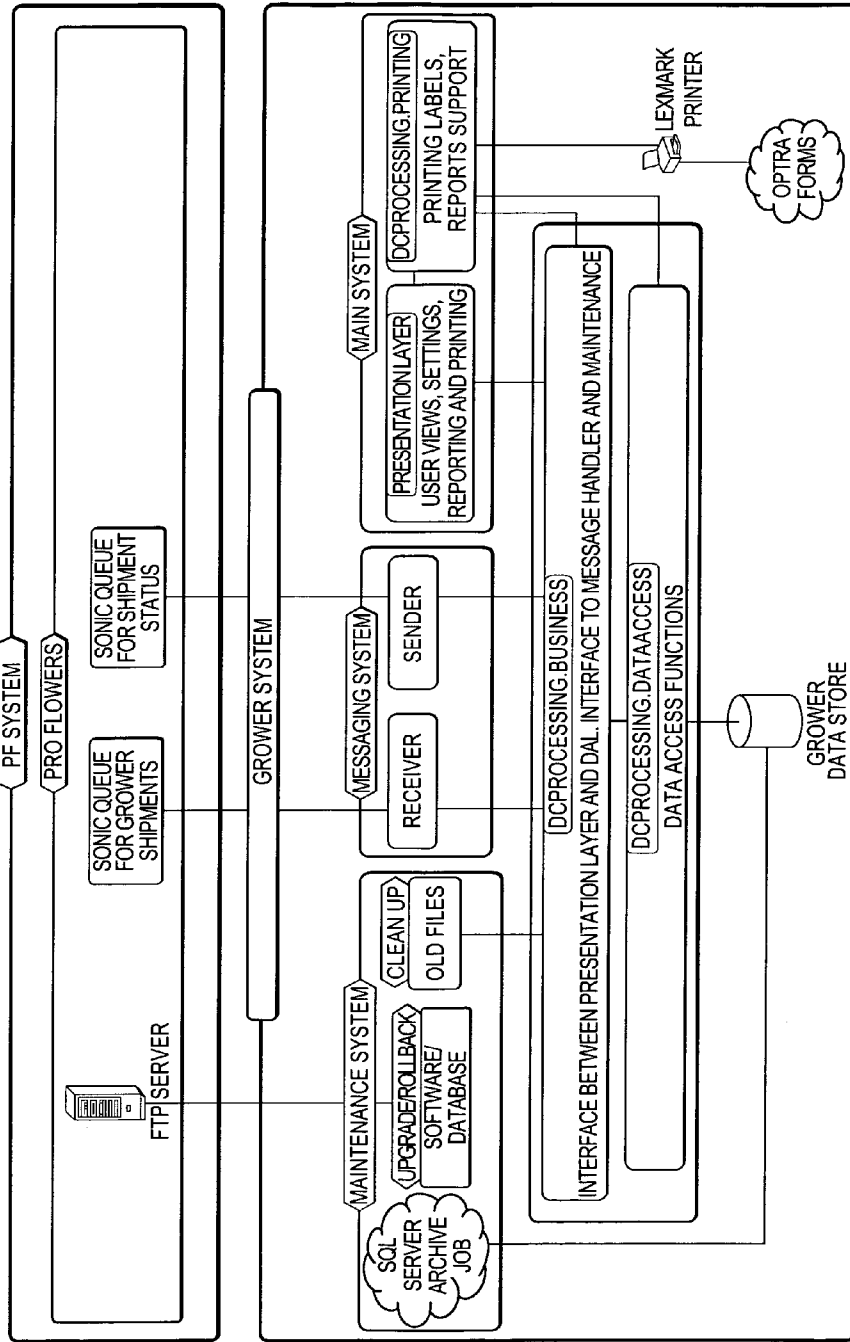 PF SYSTEM
PRO FLOWERS
FTP SERVER
SONIC QUEUE
FOR GROWER
SHIPMENTS
SONIC QUEUE
FOR SHIPMENT
STATUS
GROWER SYSTEM
MAINTENANCE SYSTEM
SQL
SERVER
ARCHIVE
JOB
UPGRADE/ROLLBACK
SOFTWARE/
DATABASE
CLEAN UP
OLD FILES
MESSAGING SYSTEM
RECEIVER
SENDER
MAIN SYSTEM
PRESENTATION LAYER
USER VIEWS, SETTINGS,
REPORTING AND PRINTING
DCPROCESSING.PRINTING
PRINTING LABELS,
REPORTS SUPPORT
DCPROCESSING.BUSINESS
INTERFACE BETWEEN PRESENTATION LAYER AND DAL. INTERFACE TO MESSAGE HANDLER AND MAINTENANCE
DCPROCESSING.DATAACCESS
DATA ACCESS FUNCTIONS
LEXMARK
PRINTER
OPTRA
FORMS
GROWER
DATA STORE